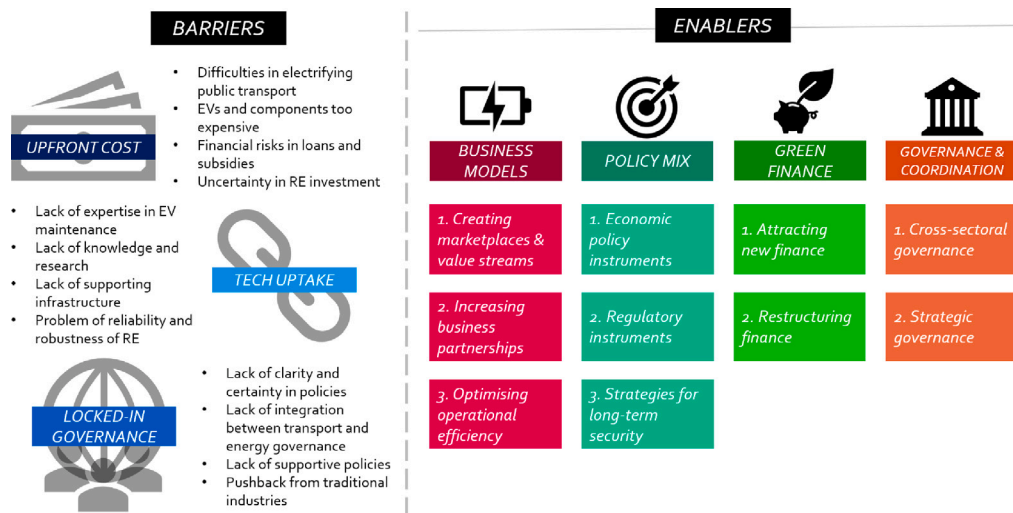 BARRIERS
UPFRONT COST
• Difficulties in electrifying
public transport
• EVs and components too
expensive
• Financial risks in loans and
subsidies
• Uncertainty in RE investment
• Lack of expertise in EV
maintenance
• Lack of knowledge and
research
• Lack of supporting
infrastructure
• Problem of reliability and
robustness of RE
TECH UPTAKE
LOCKED-IN
GOVERNANCE
• Lack of clarity and
certainty in policies
• Lack of integration
between transport and
energy governance
• Lack of supportive policies
• Pushback from traditional
industries
ENABLERS
BUSINESS
MODELS
1. Creating
marketplaces &
value streams
2. Increasing
business
partnerships
3. Optimising
operational
efficiency
POLICY MIX
1. Economic
policy
instruments
2. Regulatory
instruments
3. Strategies for
long-term
security
GREEN
FINANCE
1. Attracting
new finance
2. Restructuring
finance
GOVERNANCE &
COORDINATION
1. Cross-sectoral
governance
2. Strategic
governance